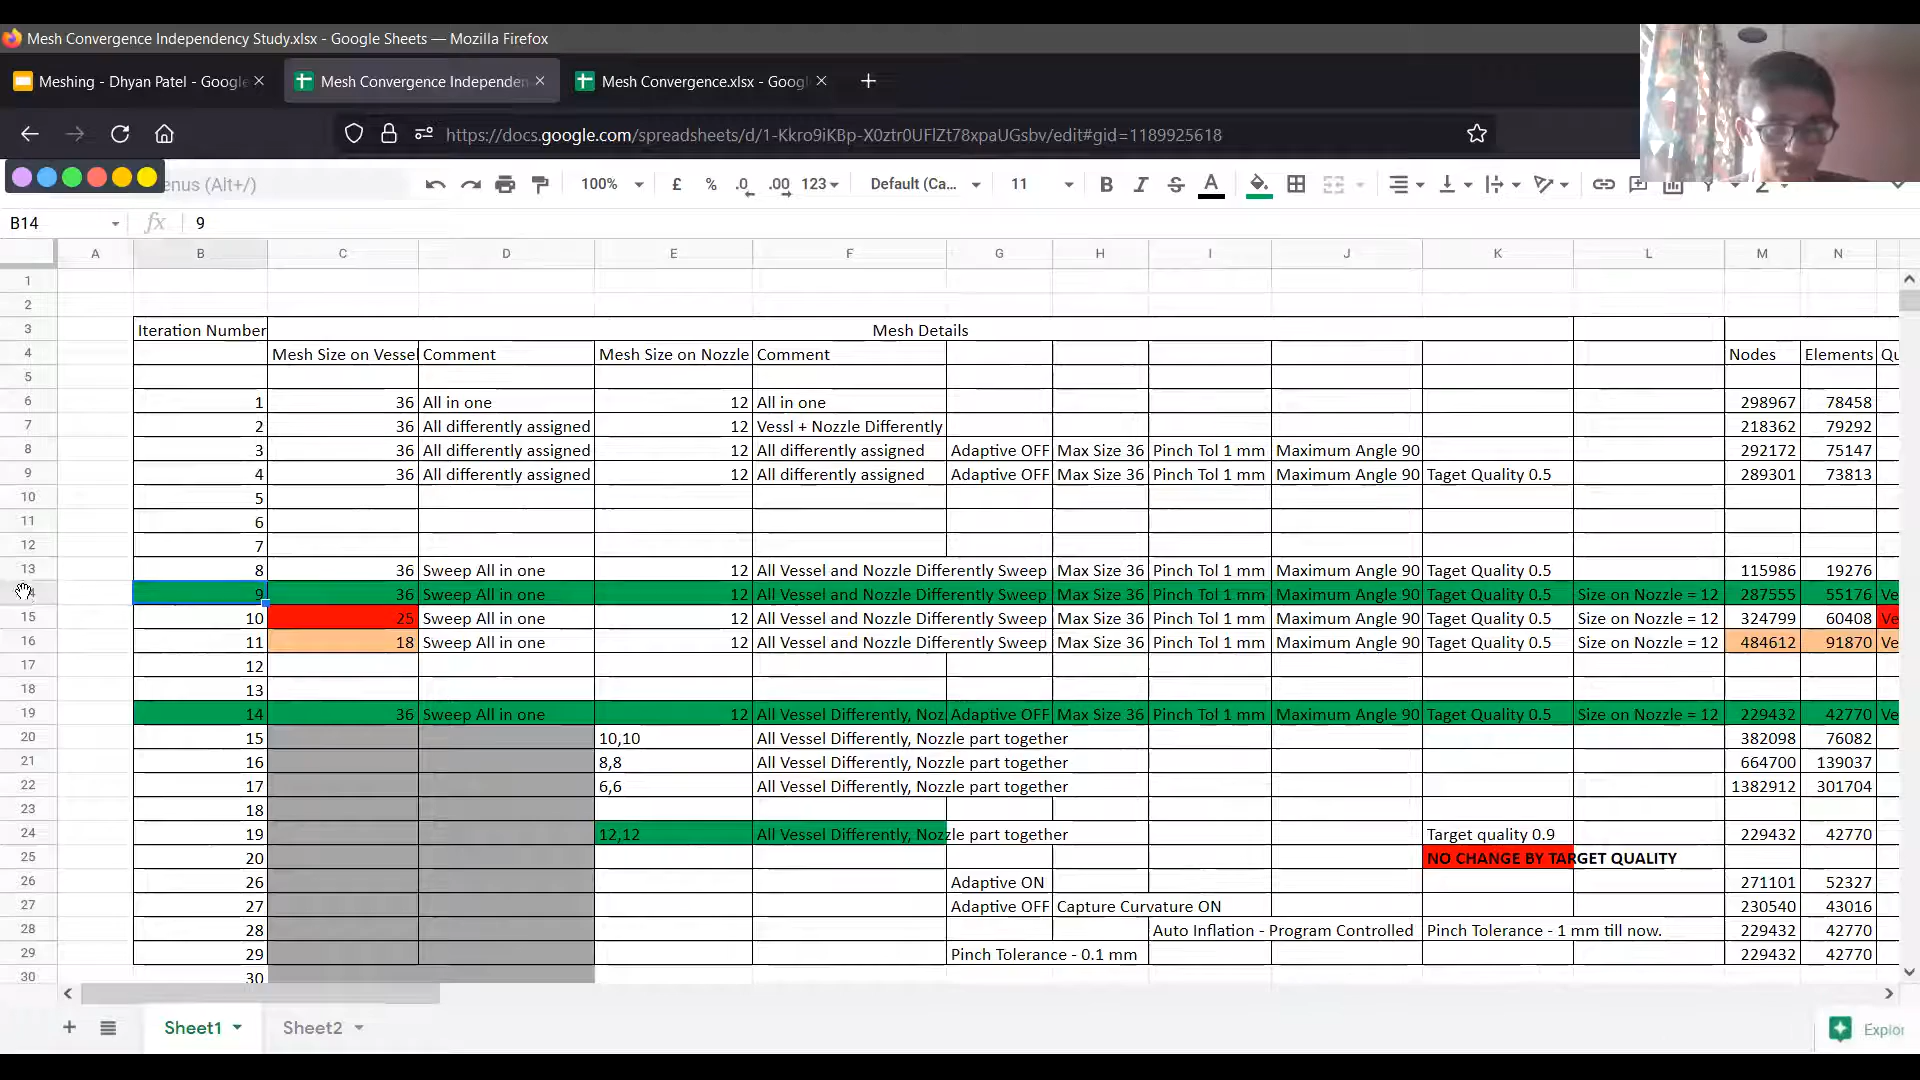 Mesh Convergence Independency Study.xlsx - Google Sheets — Mozilla Firefox
Meshing - Dhyan Patel - Google
Mesh Convergence Independen
Mesh Convergence.xlsx - Goog
https://docs.google.com/spreadsheets/d/1-Kkro9iKBp-X0ztr0UFlZt78xpaUGsbv/edit#gid=1189925618
enus (Alt+/) 100% £ % .0 .00 123 Default (Ca... 11 B I S A
B14 fx 9
A B C D E F G H I J K L M N
1
2
3 Iteration Number Mesh Details
4 Mesh Size on Vessel Comment Mesh Size on Nozzle Comment Nodes Elements Qu
5
6 1 36 All in one 12 All in one 298967 78458
7 2 36 All differently assigned 12 Vessl + Nozzle Differently 218362 79292
8 3 36 All differently assigned 12 All differently assigned Adaptive OFF Max Size 36 Pinch Tol 1 mm Maximum Angle 90 292172 75147
9 4 36 All differently assigned 12 All differently assigned Adaptive OFF Max Size 36 Pinch Tol 1 mm Maximum Angle 90 Taget Quality 0.5 289301 73813
10 5
11 6
12 7
13 8 36 Sweep All in one 12 All Vessel and Nozzle Differently Sweep Max Size 36 Pinch Tol 1 mm Maximum Angle 90 Taget Quality 0.5 115986 19276
9 36 Sweep All in one 12 All Vessel and Nozzle Differently Sweep Max Size 36 Pinch Tol 1 mm Maximum Angle 90 Taget Quality 0.5 Size on Nozzle = 12 287555 55176 Ve
15 10 25 Sweep All in one 12 All Vessel and Nozzle Differently Sweep Max Size 36 Pinch Tol 1 mm Maximum Angle 90 Taget Quality 0.5 Size on Nozzle = 12 324799 60408 Ve
16 11 18 Sweep All in one 12 All Vessel and Nozzle Differently Sweep Max Size 36 Pinch Tol 1 mm Maximum Angle 90 Taget Quality 0.5 Size on Nozzle = 12 484612 91870 Ve
17 12
18 13
19 14 36 Sweep All in one 12 All Vessel Differently, Noz Adaptive OFF Max Size 36 Pinch Tol 1 mm Maximum Angle 90 Taget Quality 0.5 Size on Nozzle = 12 229432 42770 Ve
20 15 10,10 All Vessel Differently, Nozzle part together 382098 76082
21 16 8,8 All Vessel Differently, Nozzle part together 664700 139037
22 17 6,6 All Vessel Differently, Nozzle part together 1382912 301704
23 18
24 19 12,12 All Vessel Differently, Nozzle part together Target quality 0.9 229432 42770
25 20 NO CHANGE BY TARGET QUALITY
26 26 Adaptive ON 271101 52327
27 27 Adaptive OFF Capture Curvature ON 230540 43016
28 28 Auto Inflation - Program Controlled Pinch Tolerance - 1 mm till now. 229432 42770
29 29 Pinch Tolerance - 0.1 mm 229432 42770
30 30
Sheet1 Sheet2 Explor